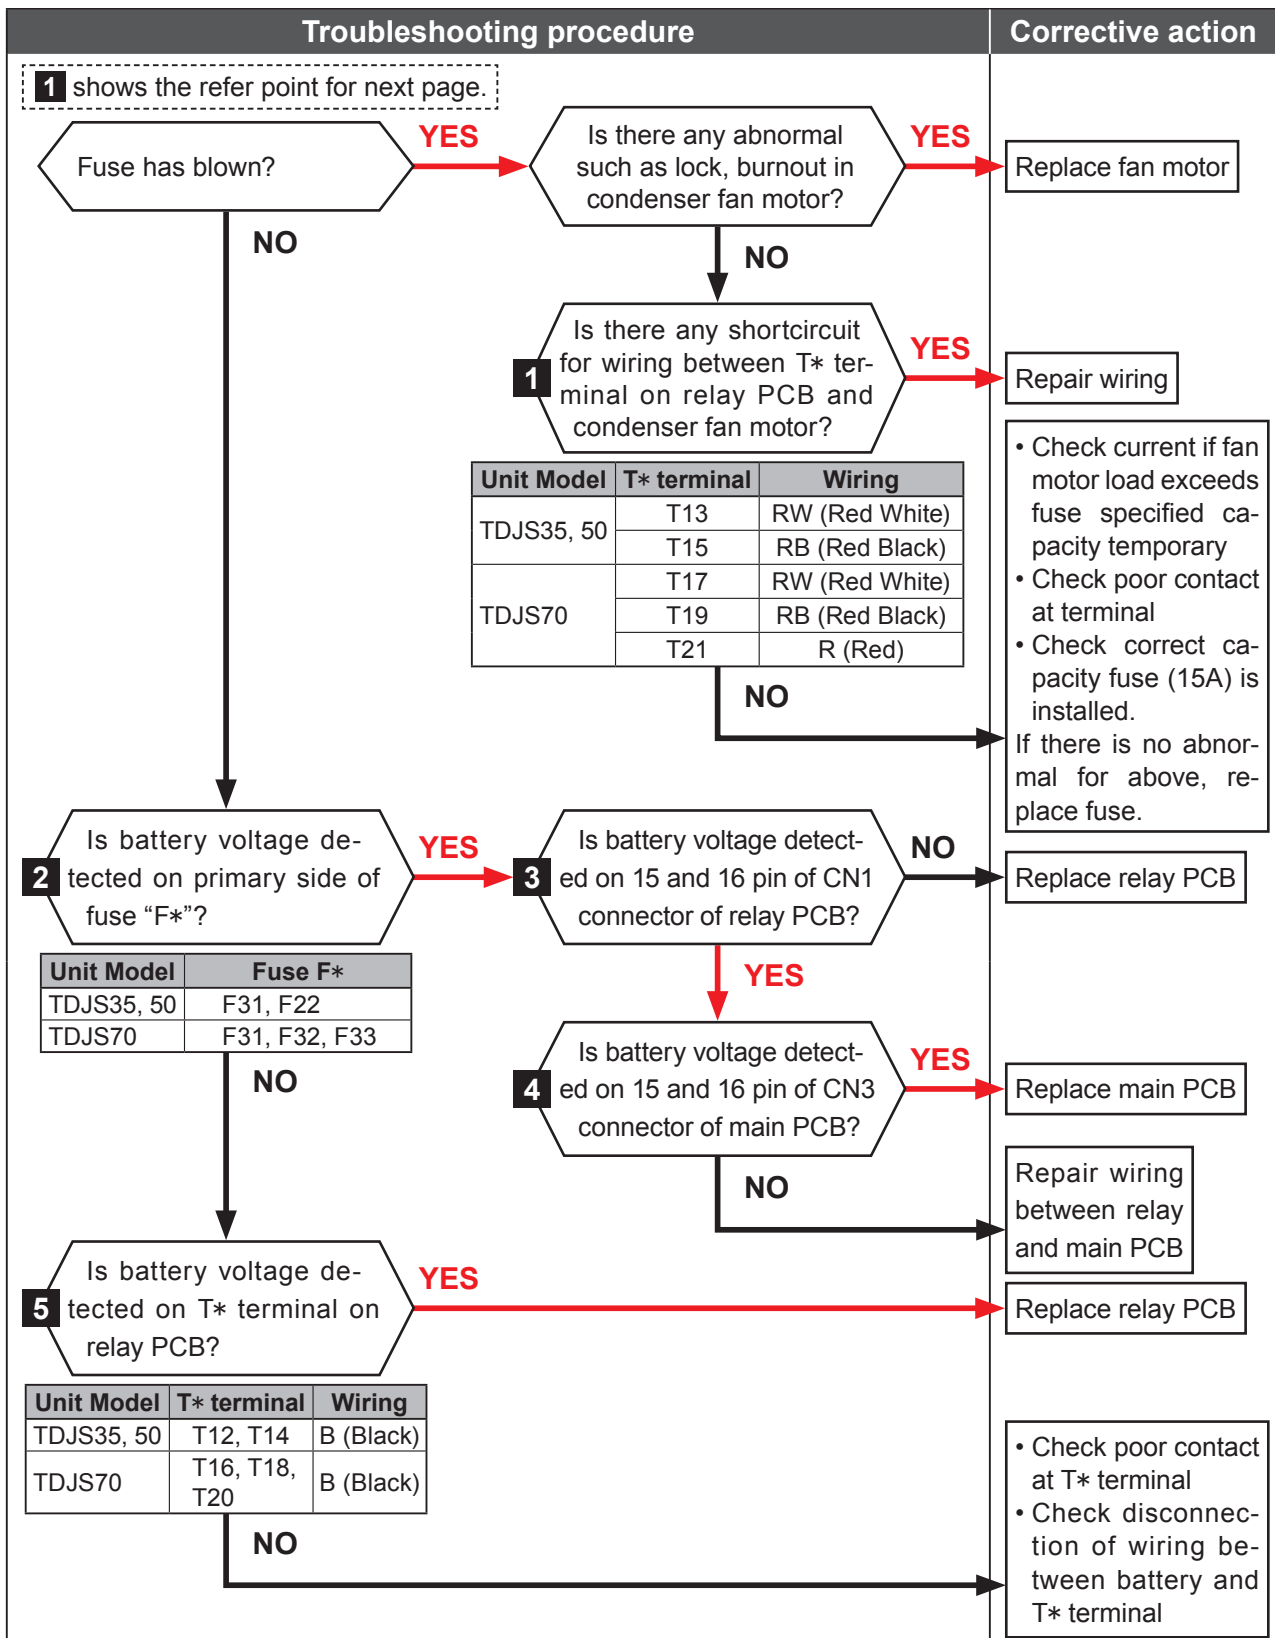 Troubleshooting procedure
Corrective action
1 shows the refer point for next page.
Fuse has blown?
YES
Is there any abnormal
such as lock, burnout in
condenser fan motor?
YES
Replace fan motor
NO
NO
1
Is there any shortcircuit
for wiring between T* ter-
minal on relay PCB and
condenser fan motor?
YES
Repair wiring
Unit Model T* terminal Wiring
TDJS35, 50 T13 RW (Red White)
T15 RB (Red Black)
TDJS70 T17 RW (Red White)
T19 RB (Red Black)
T21 R (Red)
NO
• Check current if fan
motor load exceeds
fuse specified ca-
pacity temporary
• Check poor contact
at terminal
• Check correct ca-
pacity fuse (15A) is
installed.
If there is no abnor-
mal for above, re-
place fuse.
2
Is battery voltage de-
tected on primary side of
fuse “F*”?
YES
3
Is battery voltage detect-
ed on 15 and 16 pin of CN1
connector of relay PCB?
NO
Replace relay PCB
Unit Model Fuse F*
TDJS35, 50 F31, F22
TDJS70 F31, F32, F33
NO
YES
4
Is battery voltage detect-
ed on 15 and 16 pin of CN3
connector of main PCB?
YES
Replace main PCB
NO
Repair wiring
between relay
and main PCB
5
Is battery voltage de-
tected on T* terminal on
relay PCB?
YES
Replace relay PCB
Unit Model T* terminal Wiring
TDJS35, 50 T12, T14 B (Black)
TDJS70 T16, T18,
T20 B (Black)
NO
• Check poor contact
at T* terminal
• Check disconnec-
tion of wiring be-
tween battery and
T* terminal